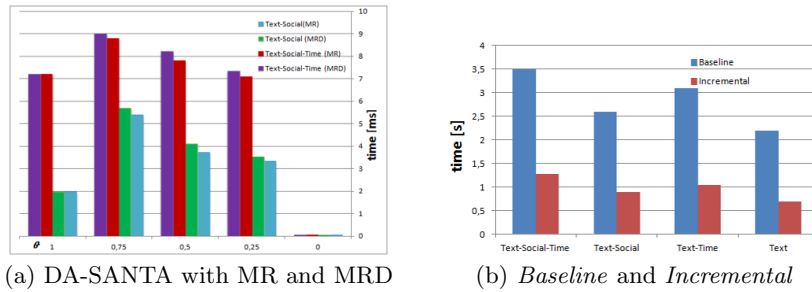 10
9
8
7
6
5
4
3
2
1
0
time [ms]
Text-Social(MR)
Text-Social (MRD)
Text-Social-Time (MR)
Text-Social-Time (MRD)
θ 1 0,75 0,5 0,25 0
(a) DA-SANTA with MR and MRD
4
3,5
3
2,5
2
1,5
1
0,5
0
time [s]
Baseline
Incremental
Text-Social-Time Text-Social Text-Time Text
(b) Baseline and Incremental